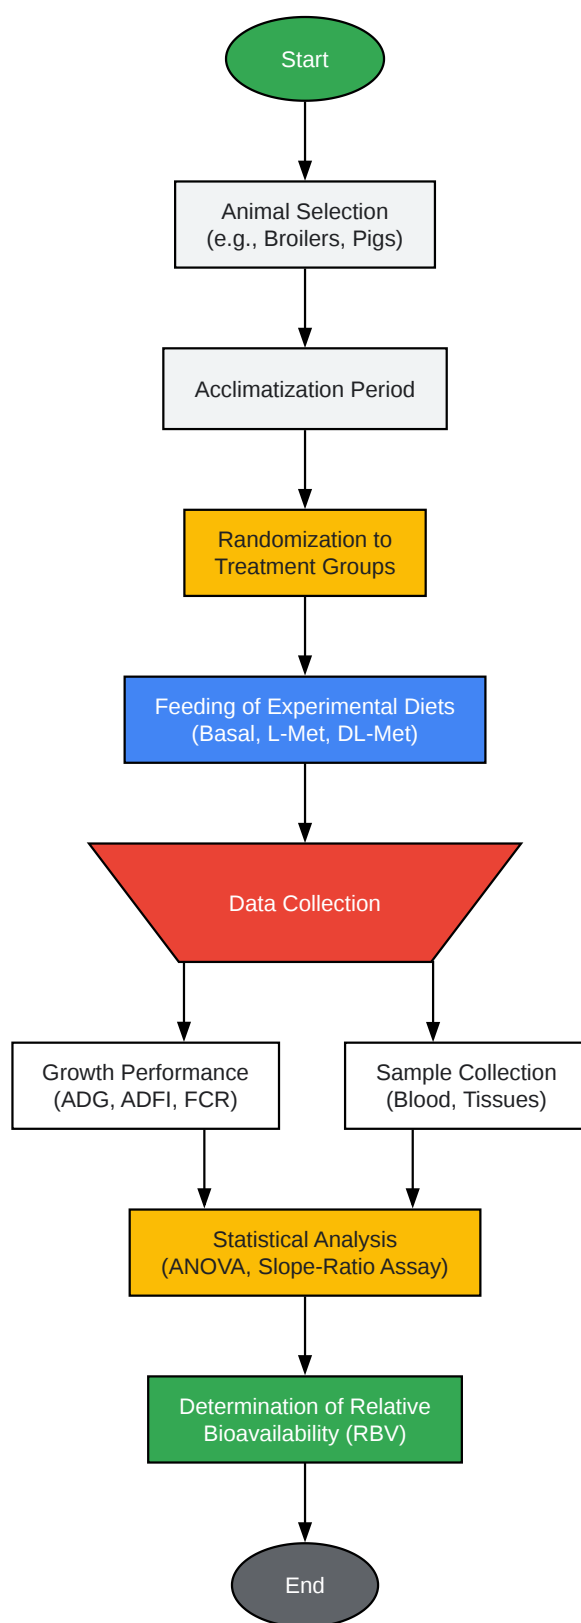 Start
Animal Selection
(e.g., Broilers, Pigs)
Acclimatization Period
Randomization to
Treatment Groups
Feeding of Experimental Diets
(Basal, L-Met, DL-Met)
Data Collection
Growth Performance
(ADG, ADFI, FCR)
Sample Collection
(Blood, Tissues)
Statistical Analysis
(ANOVA, Slope-Ratio Assay)
Determination of Relative
Bioavailability (RBV)
End